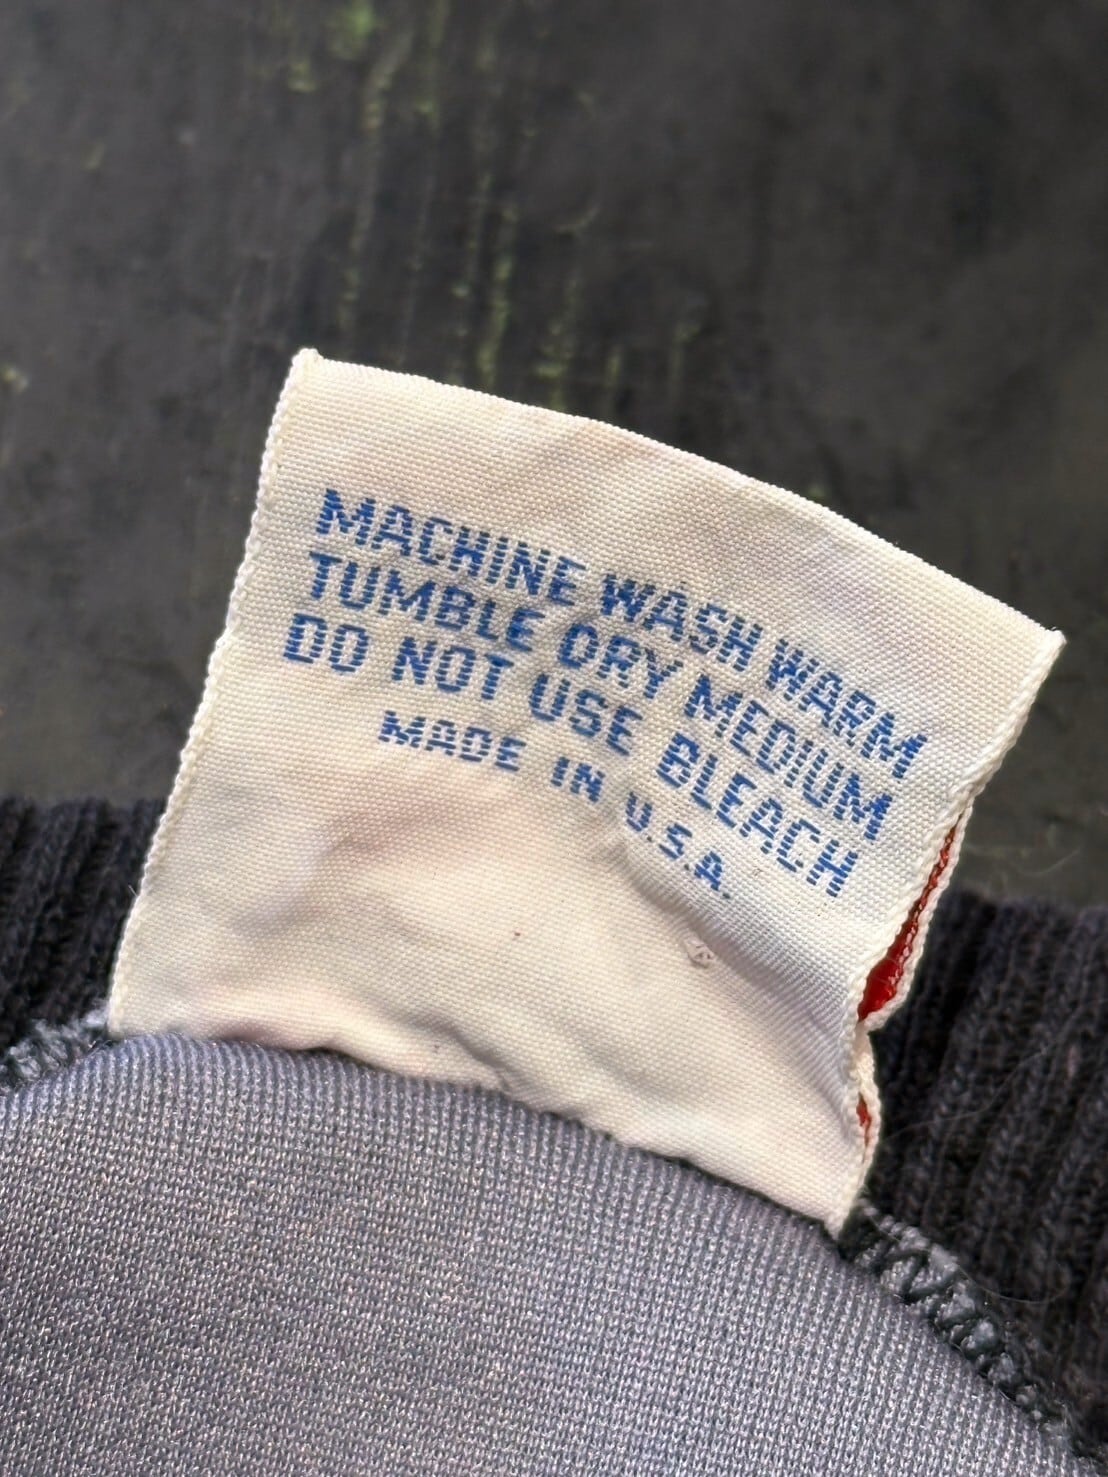 MACHINE WASH WARM
TUMBLE DRY MEDIUM
DO NOT USE BLEACH
MADE IN U.S.A.